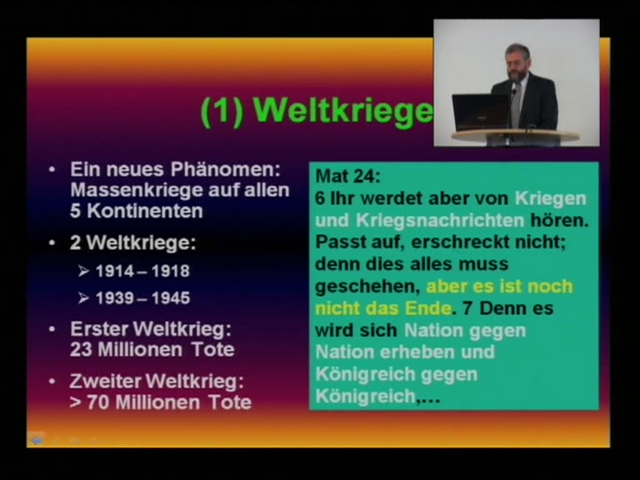 (1) Weltkriege
• Ein neues Phänomen:
Massenkriege auf allen
5 Kontinenten
• 2 Weltkriege:
➢ 1914 – 1918
➢ 1939 – 1945
• Erster Weltkrieg:
23 Millionen Tote
• Zweiter Weltkrieg:
> 70 Millionen Tote
Mat 24:
6 Ihr werdet aber von Kriegen
und Kriegsnachrichten hören.
Passt auf, erschreckt nicht;
denn dies alles muss
geschehen, aber es ist noch
nicht das Ende. 7 Denn es
wird sich Nation gegen
Nation erheben und
Königreich gegen
Königreich,…